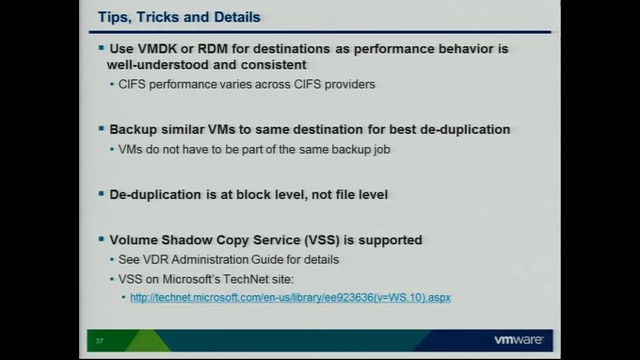 Tips, Tricks and Details
▪ Use VMDK or RDM for destinations as performance behavior is
well-understood and consistent
• CIFS performance varies across CIFS providers
▪ Backup similar VMs to same destination for best de-duplication
• VMs do not have to be part of the same backup job
▪ De-duplication is at block level, not file level
▪ Volume Shadow Copy Service (VSS) is supported
• See VDR Administration Guide for details
• VSS on Microsoft's TechNet site:
• http://technet.microsoft.com/en-us/library/ee923636(v=WS.10).aspx
37
vmware